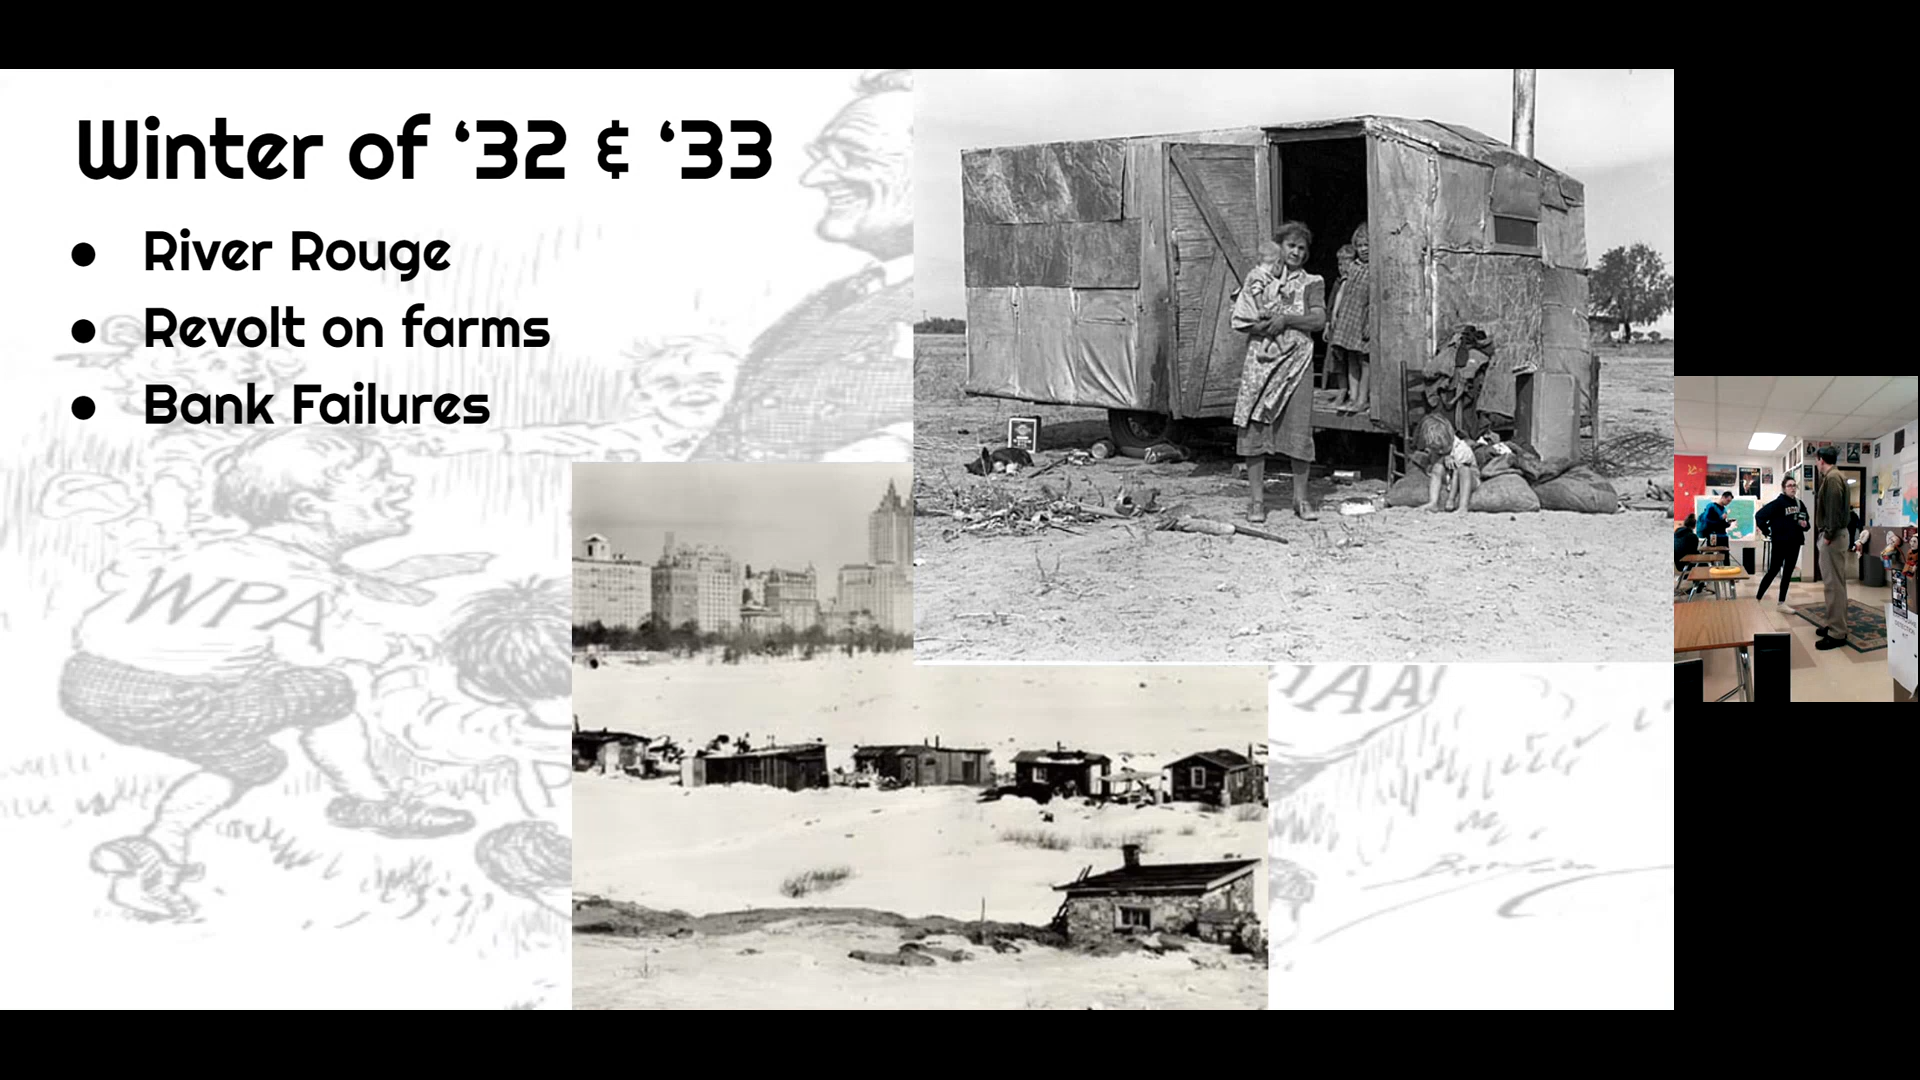 Winter of ‘32 & ‘33
● River Rouge
● Revolt on farms
● Bank Failures
WPA